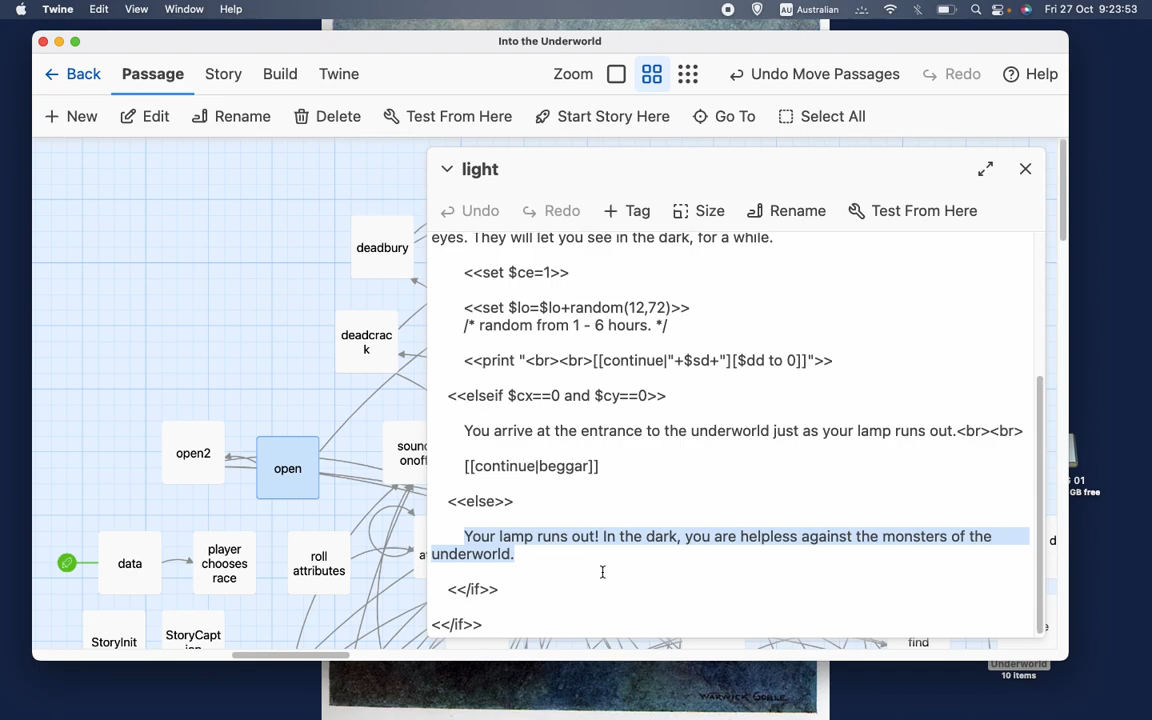 Twine Edit View Window Help
AU Australian Fri 27 Oct 9:23:53
Into the Underworld
Back Passage Story Build Twine Zoom Undo Move Passages Redo Help
New Edit Rename Delete Test From Here Start Story Here Go To Select All
light
Undo Redo Tag Size Rename Test From Here
eyes. They will let you see in the dark, for a while.
<<set $ce=1>>
<<set $lo=$lo+random(12,72)>>
/* random from 1 - 6 hours. */
<<print "<br><br>[[continue|"+$sd+"][$dd to 0]]">>
<<elseif $cx==0 and $cy==0>>
You arrive at the entrance to the underworld just as your lamp runs out.<br><br>
[[continue|beggar]]
<<else>>
Your lamp runs out! In the dark, you are helpless against the monsters of the
underworld.
<</if>>
<</if>>
deadbury
deadcrac
k
open2
open
soun
onof
data
player
chooses
race
roll
attributes
StoryInit
StoryCapt
find
01
GB free
Underworld
10 items
WARWICK GOBLE